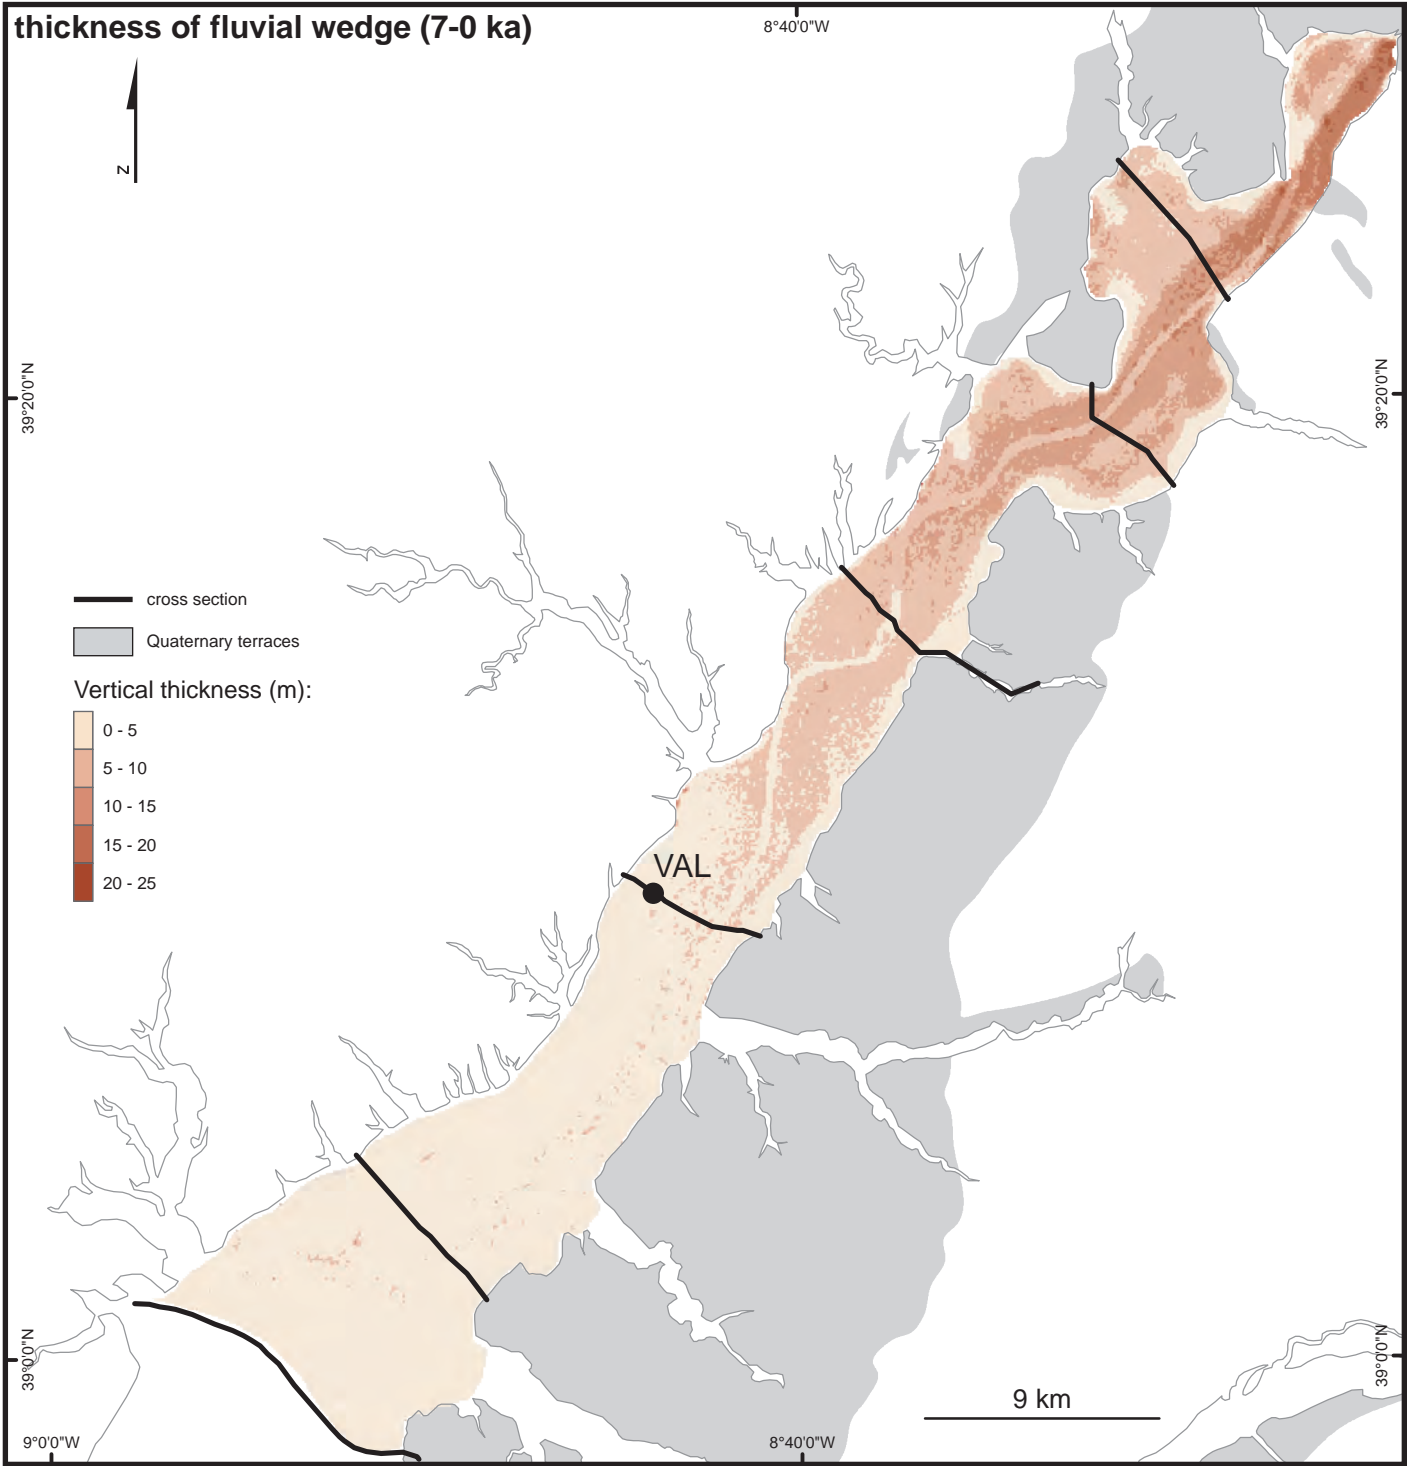 thickness of fluvial wedge (7-0 ka)
8°40'0"W
z
39°20'0"N
39°20'0"N
cross section
Quaternary terraces
Vertical thickness (m):
0 - 5
5 - 10
10 - 15
15 - 20
20 - 25
VAL
39°0'0"N
39°0'0"N
9 km
9°0'0"W
8°40'0"W